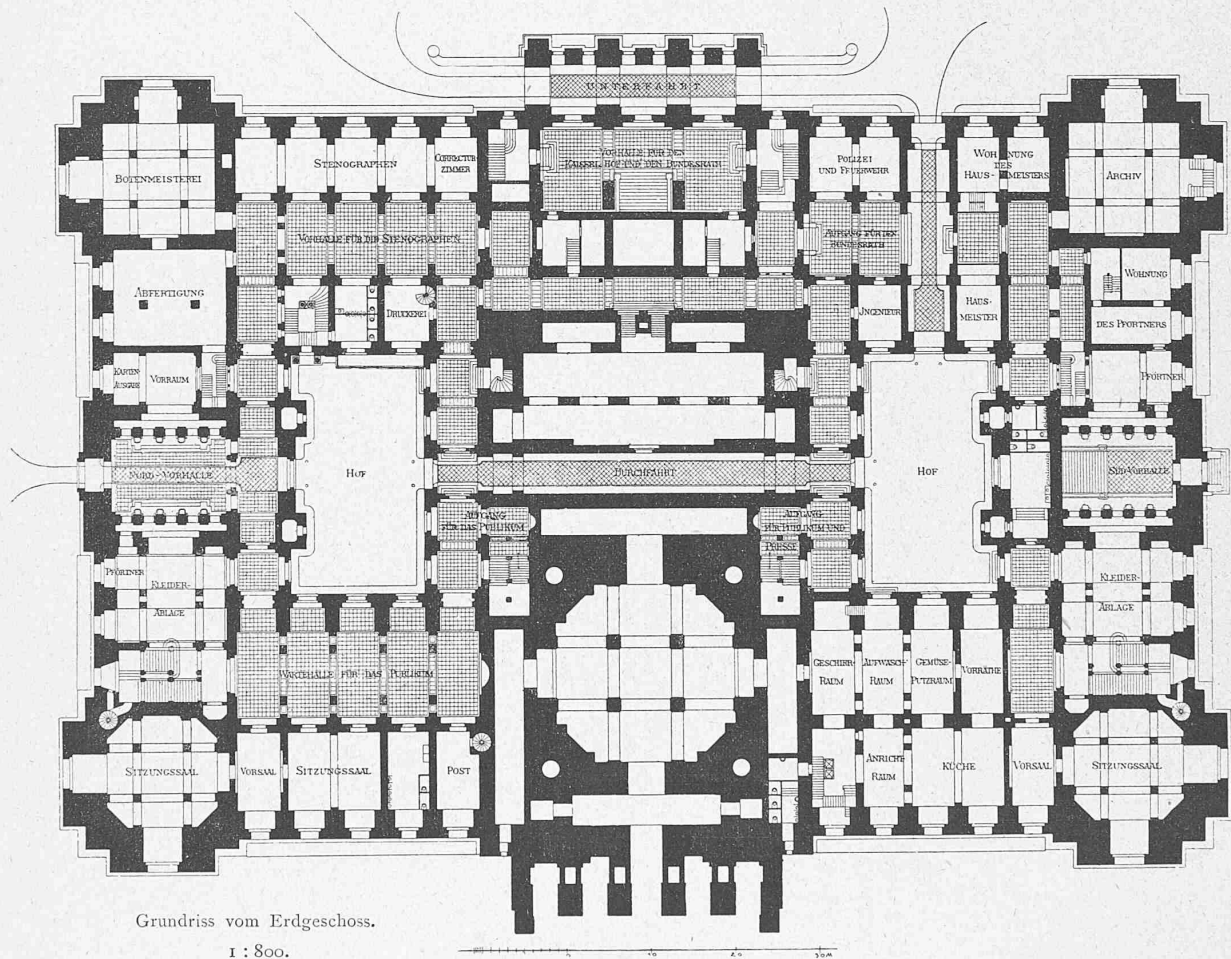 UNTERFAHRT
VORHALLE FÜR DEN
KAISERL. HOF UND DEN BUNDESRATH
BOTENMEISTEREI
STENOGRAPHEN
CORRECTUR-
ZIMMER
POLIZEI
UND FEUERWEHR
WOHNUNG
DES
HAUS-MEISTERS
ARCHIV
VORHALLE FÜR DIE STENOGRAPHEN
AUFGANG FÜR DEN
BUNDESRATH
ABFERTIGUNG
DRUCKEREI
JNGENIEUR
HAUS-
MEISTER
WOHNUNG
DES PFÖRTNERS
KARTEN-
AUSGABE
VORRAUM
PFÖRTNER
NORD-VORHALLE
HOF
DURCHFAHRT
HOF
SÜD-VORHALLE
AUFGANG
FÜR DAS PUBLIKUM
AUFGANG
FÜR PUBLIKUM UND
PRESSE
PFÖRTNER
KLEIDER-
ABLAGE
KLEIDER-
ABLAGE
WARTEHALLE FÜR DAS PUBLIKUM
GESCHIRR-
RAUM
AUFWASCH-
RAUM
GEMÜSE-
PUTZRAUM
VORRÄTHE
SITZUNGSSAAL
VORSAAL
SITZUNGSSAAL
POST
ANRICHT-
RAUM
KÜCHE
VORSAAL
SITZUNGSSAAL
Grundriss vom Erdgeschoss.
1 : 800.
10
20
30M